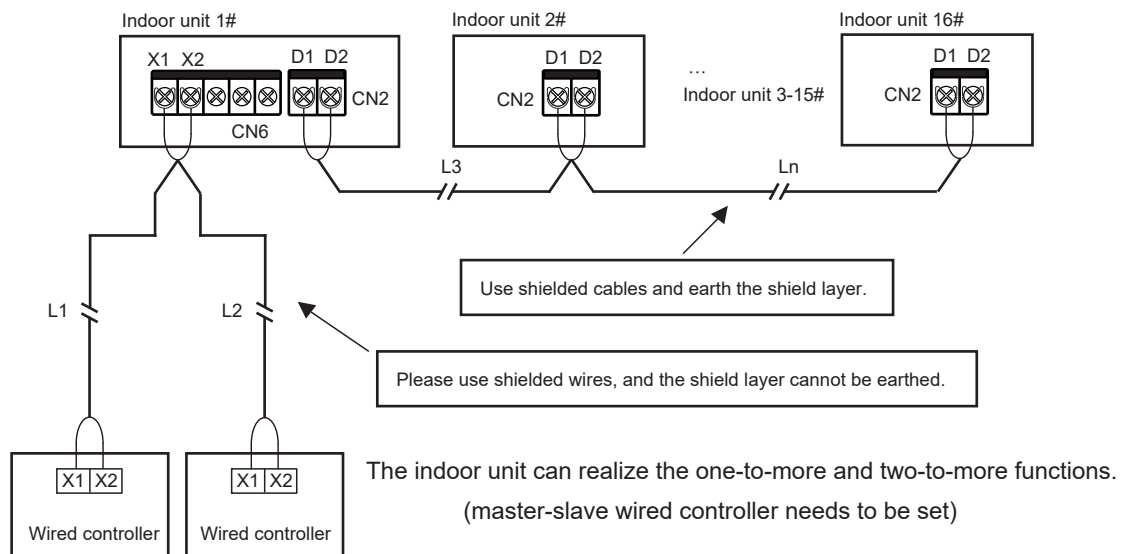 Indoor unit 1#
Indoor unit 2#
Indoor unit 16#
X1 X2
D1 D2
CN2
CN6
D1 D2
CN2
...
Indoor unit 3-15#
D1 D2
CN2
L3
Ln
Use shielded cables and earth the shield layer.
L1
L2
Please use shielded wires, and the shield layer cannot be earthed.
X1 X2
Wired controller
X1 X2
Wired controller
The indoor unit can realize the one-to-more and two-to-more functions.
(master-slave wired controller needs to be set)